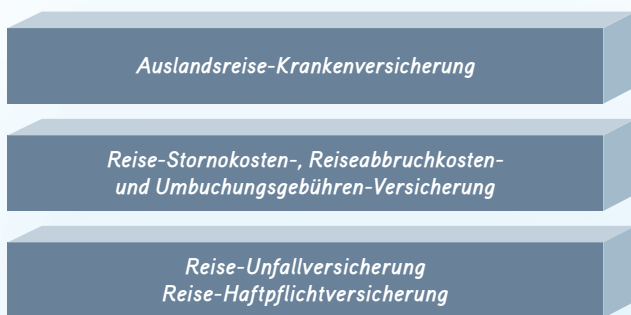 Auslandsreise-Krankenversicherung
Reise-Stornokosten-, Reiseabbruchkosten-
und Umbuchungsgebühren-Versicherung
Reise-Unfallversicherung
Reise-Haftpflichtversicherung